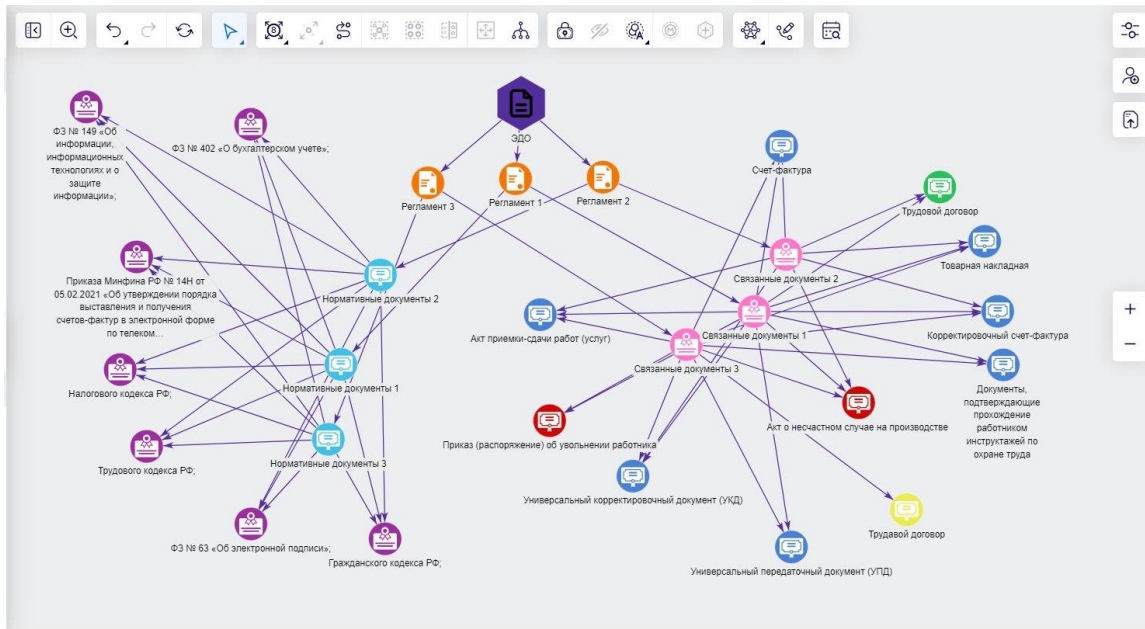 ЭДО
ФЗ № 149 «Об
информации,
информационных
технологиях и о
защите
информации»;
ФЗ № 402 «О бухгалтерском учете»;
Регламент 3
Регламент 1
Регламент 2
Счет-фактура
Трудовой договор
Товарная накладная
Связанные документы 2
Приказа Минфина РФ № 14Н от
05.02.2021 «Об утверждении порядка
выставления и получения
счетов-фактур в электронной форме
по телеком...
Нормативные документы 2
Акт приемки-сдачи работ (услуг)
Связанные документы 1
Корректировочный счет-фактура
Связанные документы 3
Налогового кодекса РФ;
Нормативные документы 1
Документы,
подтверждающие
прохождение
работником
инструктажей по
охране труда
Приказ (распоряжение) об увольнении работника
Акт о несчастном случае на производстве
Трудового кодекса РФ;
Нормативные документы 3
Универсальный корректировочный документ (УКД)
Трудавой договор
ФЗ № 63 «Об электронной подписи»;
Гражданского кодекса РФ;
Универсальный передаточный документ (УПД)